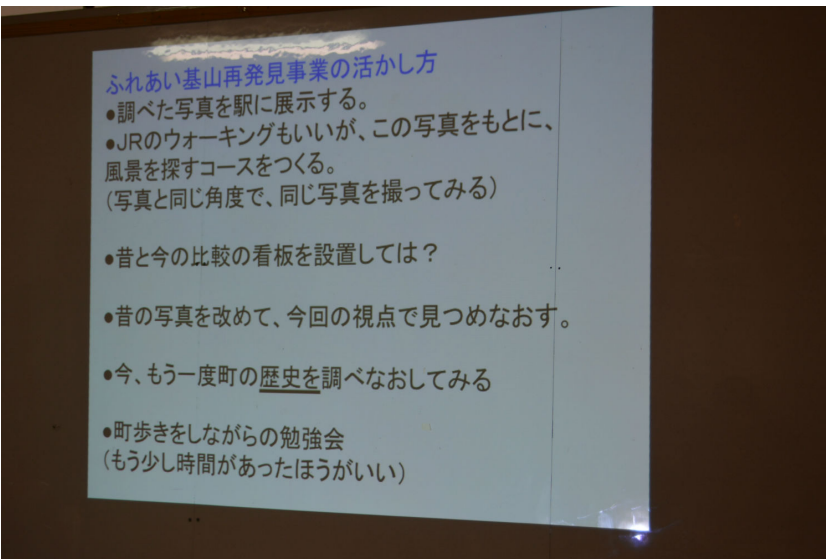 ふれあい基山再発見事業の活かし方
●調べた写真を駅に展示する。
●JRのウォーキングもいいが、この写真をもとに、
風景を探すコースをつくる。
(写真と同じ角度で、同じ写真を撮ってみる)
●昔と今の比較の看板を設置しては？
●昔の写真を改めて、今回の視点で見つめなおす。
●今、もう一度町の歴史を調べなおしてみる
●町歩きをしながらの勉強会
(もう少し時間があったほうがいい)